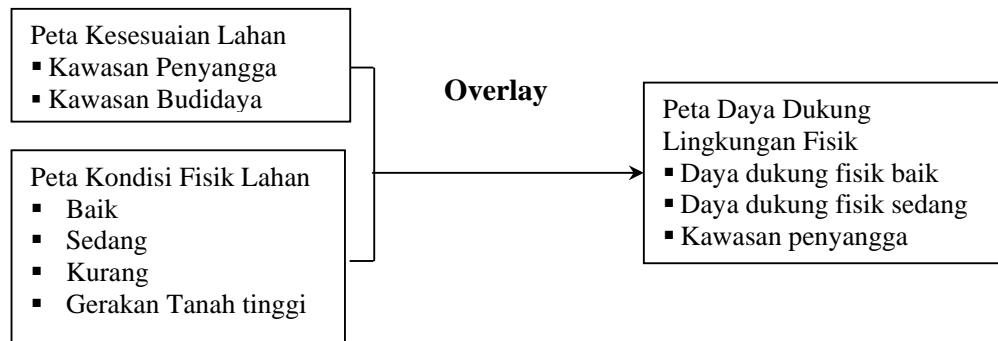 Peta Kesesuaian Lahan
▪ Kawasan Penyangga
▪ Kawasan Budidaya
Peta Kondisi Fisik Lahan
▪ Baik
▪ Sedang
▪ Kurang
▪ Gerakan Tanah tinggi
Overlay
Peta Daya Dukung
Lingkungan Fisik
▪ Daya dukung fisik baik
▪ Daya dukung fisik sedang
▪ Kawasan penyangga